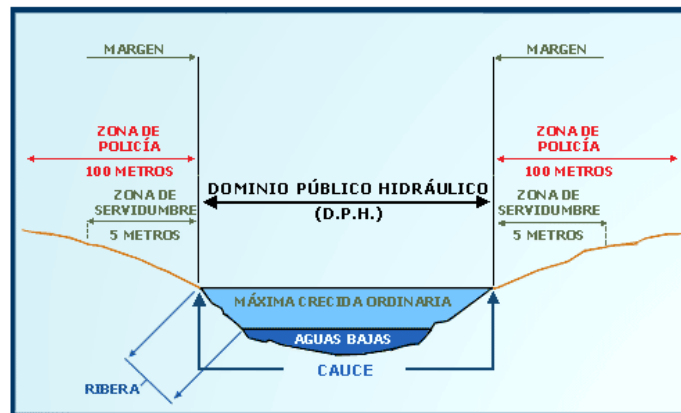 MARGEN
MARGEN
ZONA DE
POLICÍA
100 METROS
ZONA DE
POLICÍA
100 METROS
DOMINIO PÚBLICO HIDRÁULICO
(D.P.H.)
ZONA DE
SERVIDUMBRE
5 METROS
ZONA DE
SERVIDUMBRE
5 METROS
MÁXIMA CRECIDA ORDINARIA
AGUAS BAJAS
CAUCE
RIBERA